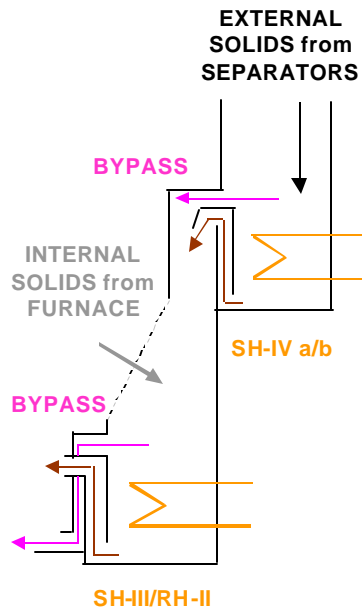 EXTERNAL
SOLIDS from
SEPARATORS
BYPASS
INTERNAL
SOLIDS from
FURNACE
SH-IV a/b
BYPASS
SH-III/RH-II